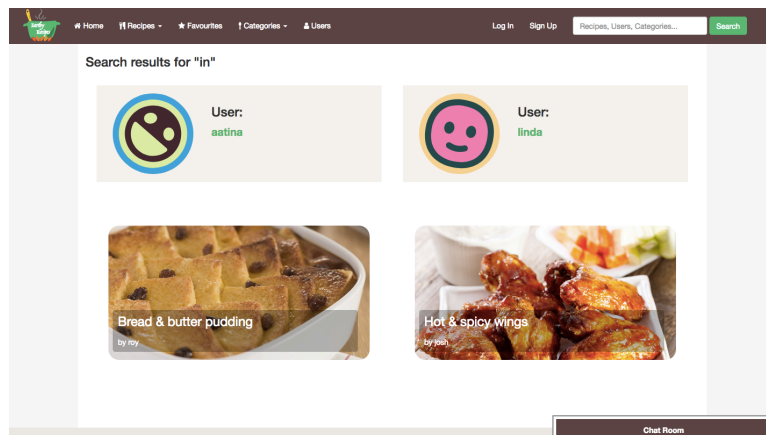 Home Recipes Favourites Categories Users Log In Sign Up Recipes, Users, Categories... Search
Search results for "in"
User:
aatina
User:
linda
Bread & butter pudding
by roy
Hot & spicy wings
by josh
Chat Room